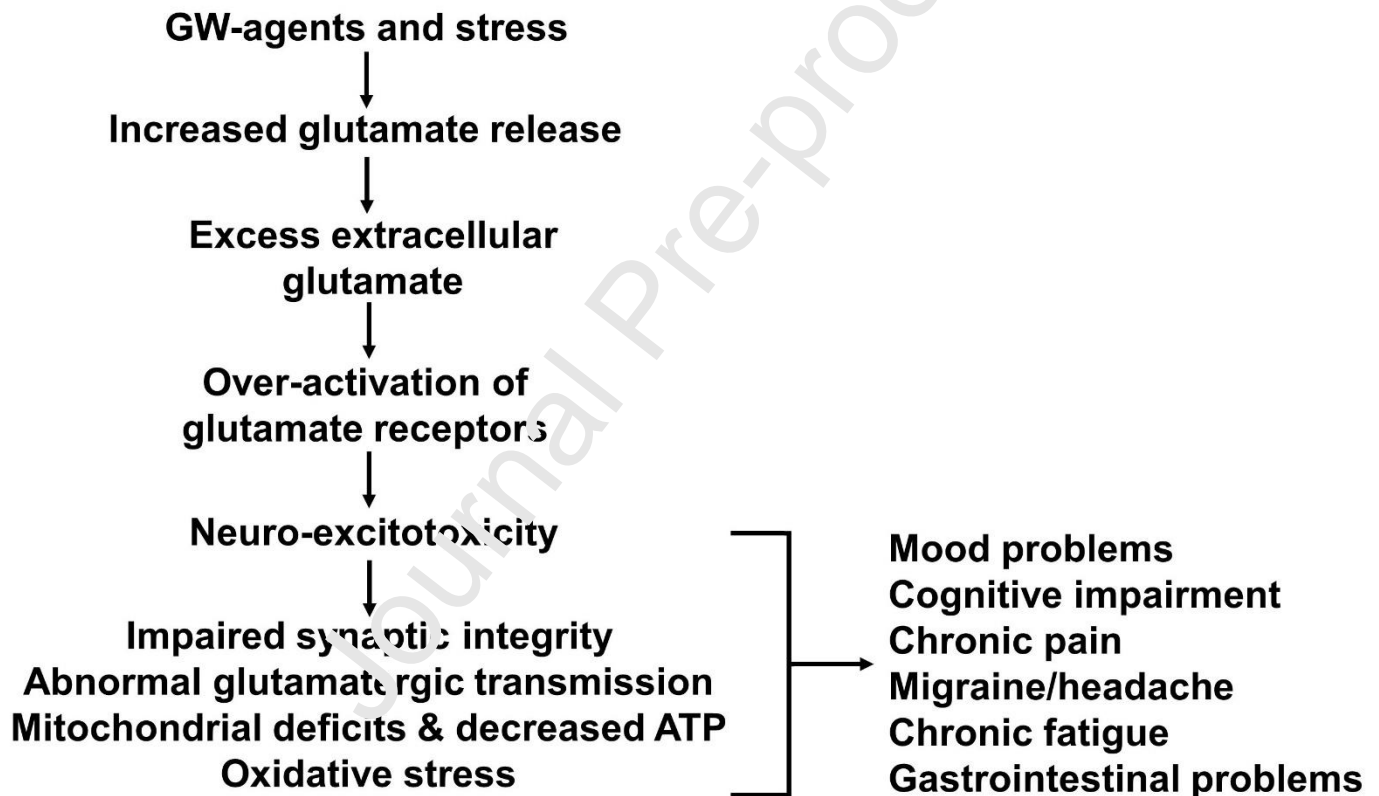 GW-agents and stress
Increased glutamate release
Excess extracellular
glutamate
Over-activation of
glutamate receptors
Neuro-excitotoxicity
Impaired synaptic integrity
Abnormal glutamatergic transmission
Mitochondrial deficits & decreased ATP
Oxidative stress
Mood problems
Cognitive impairment
Chronic pain
Migraine/headache
Chronic fatigue
Gastrointestinal problems
Journal Pre-proo